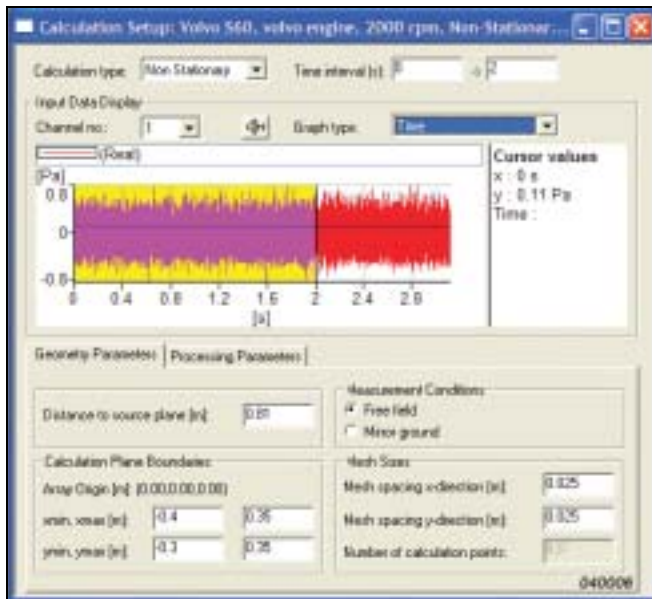 Calculation Setup: Volvo S60, volvo engine, 2000 rpm, Non-Stationar...
Calculation type: Non Stationary Time interval [s]: 0 -> 2
Input Data Display
Channel no.: 1 Graph type: Time
(Real)
[Pa]
0.8
0
-0.8
0 0.4 0.8 1.2 1.6 2 2.4 2.8
[s]
Cursor values
x : 0 s
y : 0.11 Pa
Time :
Geometry Parameters Processing Parameters
Distance to source plane [m]: 0.81
Measurement Conditions
Free field
Mirror ground
Calculation Plane Boundaries
Array Origin [m]: (0.00,0.00,0.00)
xmin, xmax [m]: -0.4 0.35
ymin, ymax [m]: -0.3 0.35
Mesh Sizes
Mesh spacing x-direction [m]: 0.025
Mesh spacing y-direction [m]: 0.025
Number of calculation points:
040006